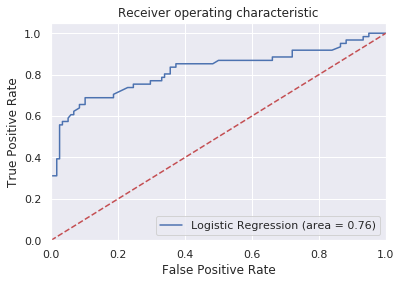 Receiver operating characteristic
True Positive Rate
1.0
0.8
0.6
0.4
0.2
0.0
Logistic Regression (area = 0.76)
0.0 0.2 0.4 0.6 0.8 1.0
False Positive Rate